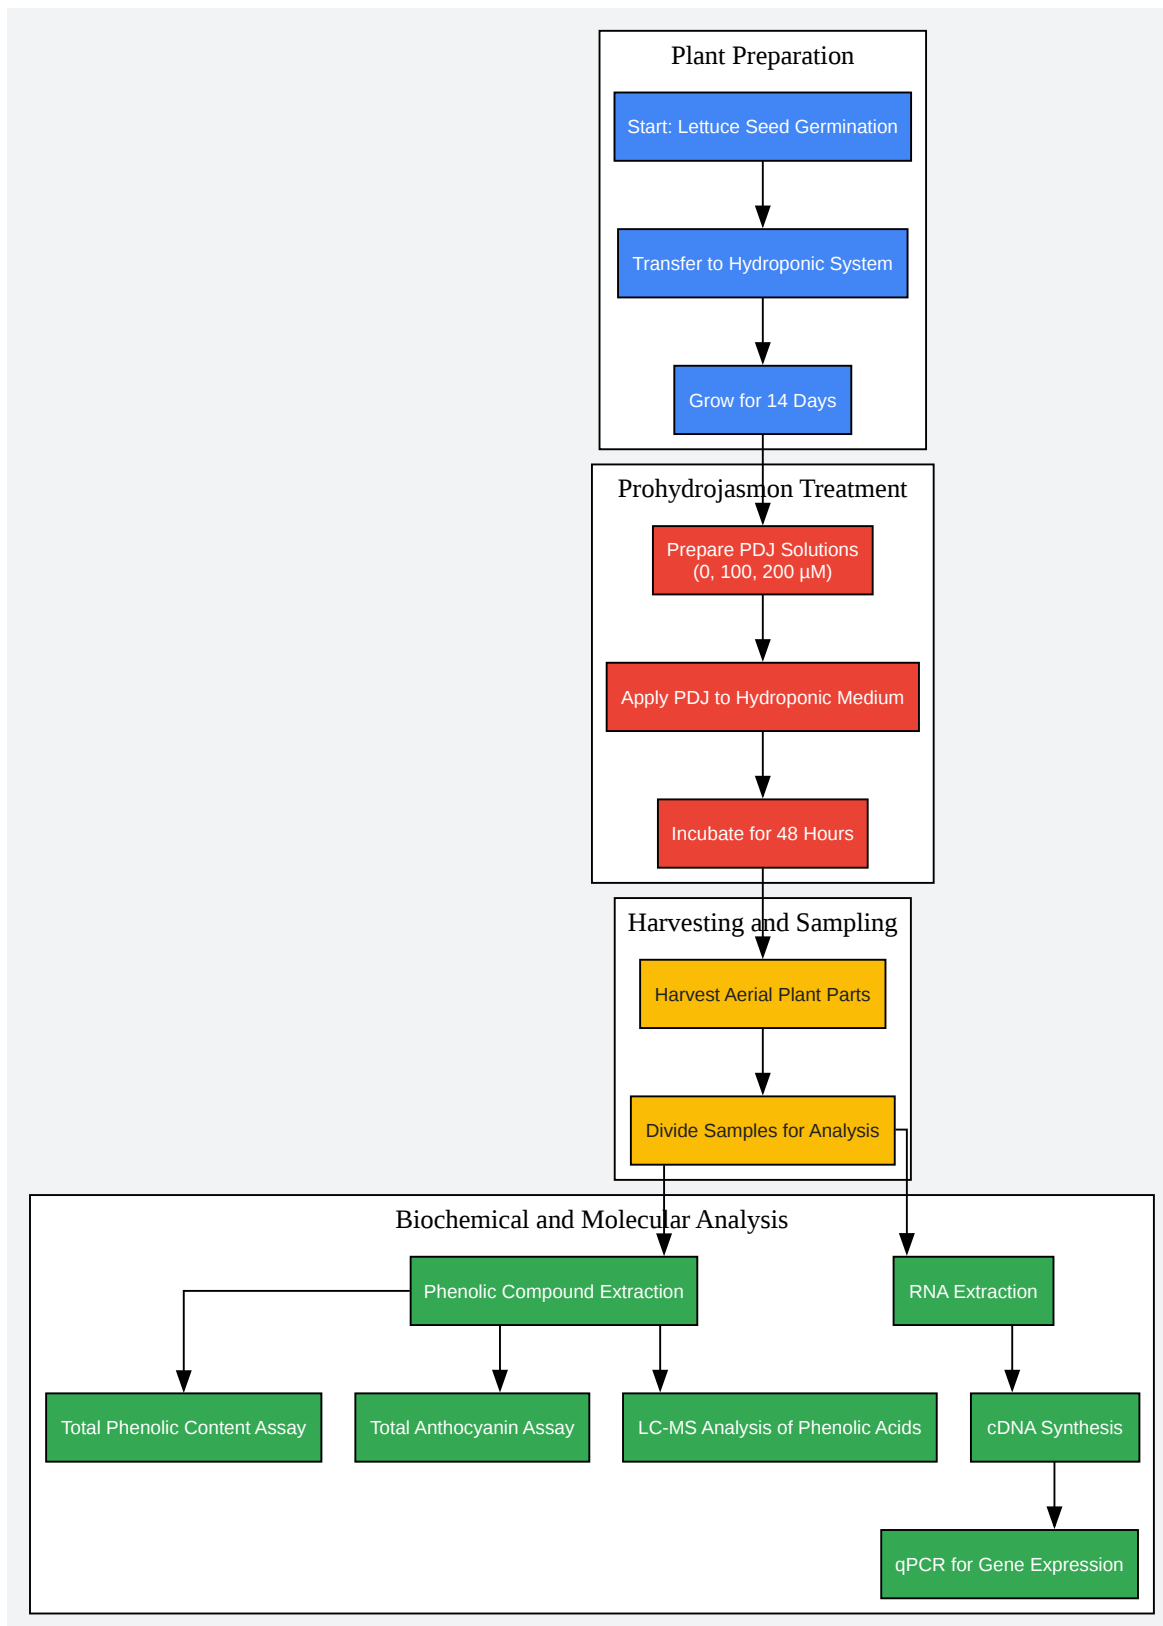 Plant Preparation
Start: Lettuce Seed Germination
Transfer to Hydroponic System
Grow for 14 Days
Prohydrojasmon Treatment
Prepare PDJ Solutions
(0, 100, 200 µM)
Apply PDJ to Hydroponic Medium
Incubate for 48 Hours
Harvesting and Sampling
Harvest Aerial Plant Parts
Divide Samples for Analysis
Biochemical and Molecular Analysis
Phenolic Compound Extraction
RNA Extraction
Total Phenolic Content Assay
Total Anthocyanin Assay
LC-MS Analysis of Phenolic Acids
cDNA Synthesis
qPCR for Gene Expression